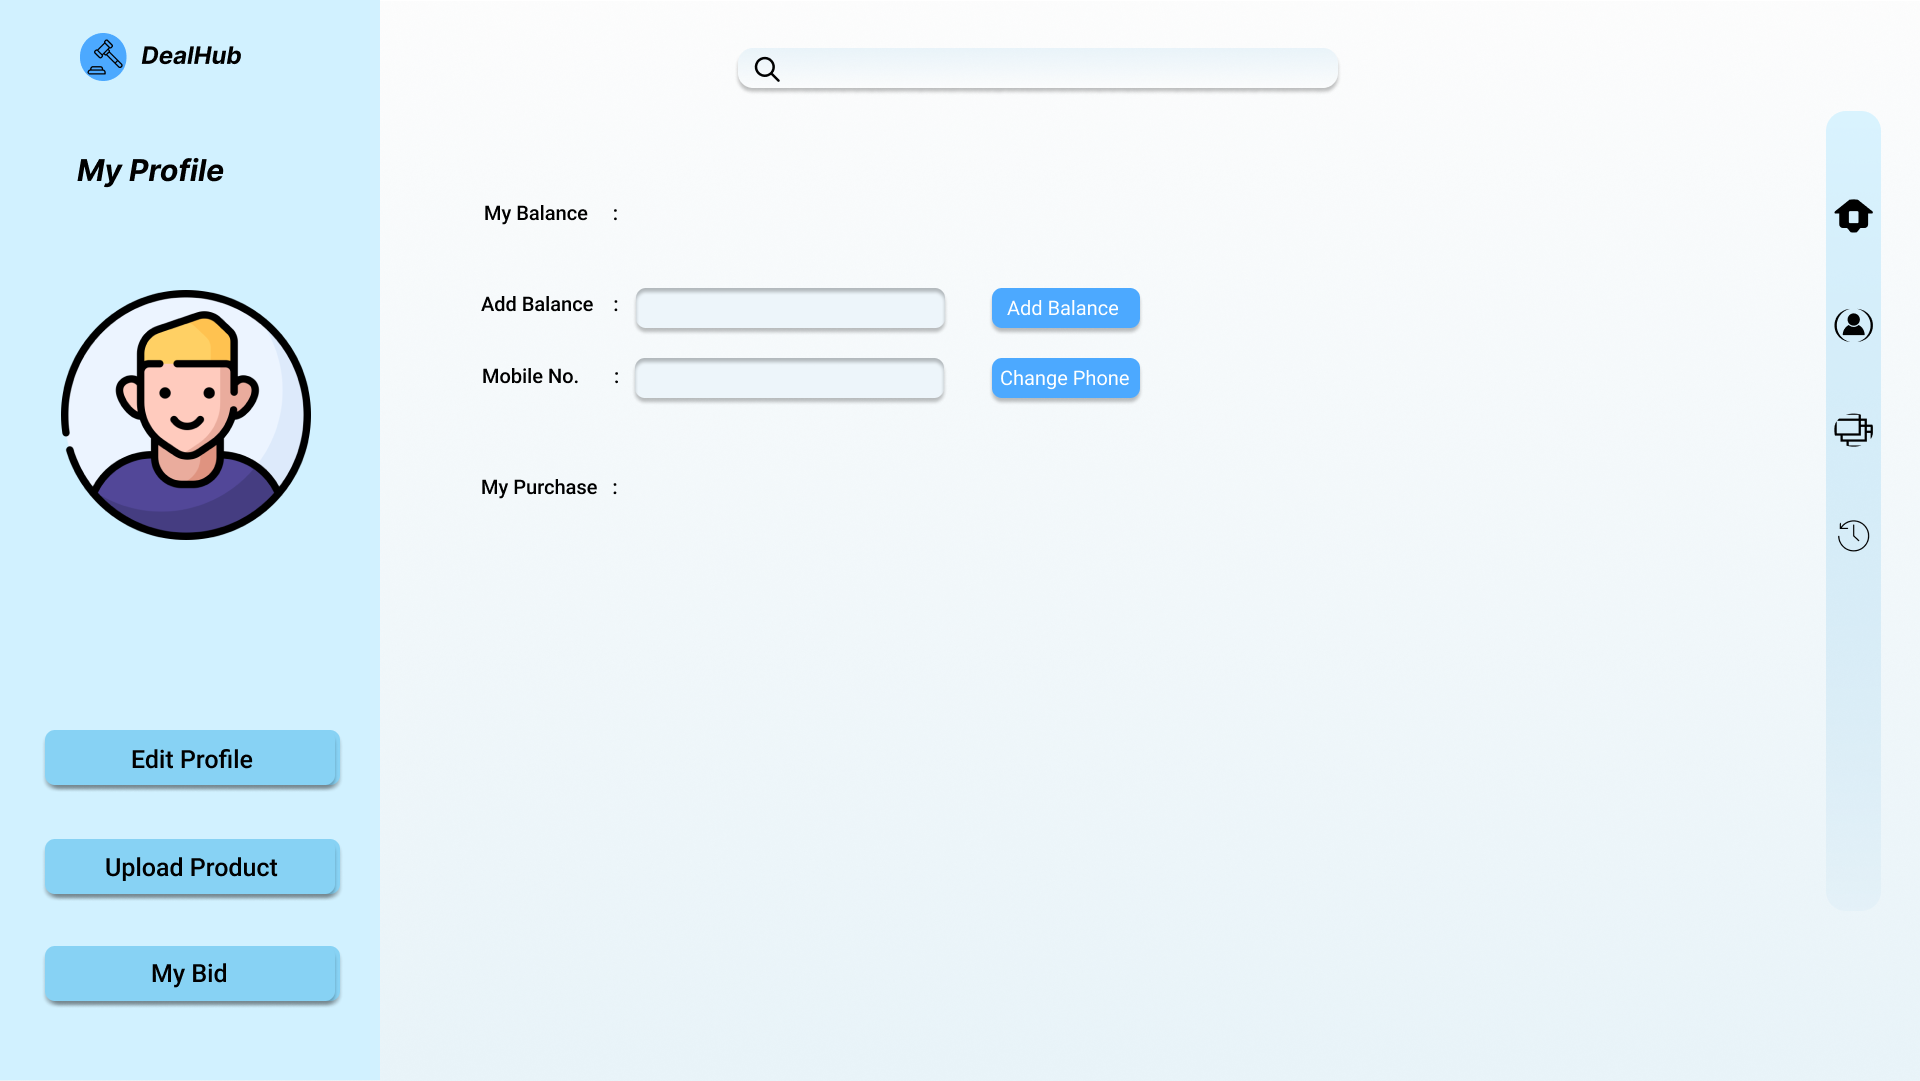 DealHub
My Profile
My Balance :
Add Balance : Add Balance
Mobile No. : Change Phone
My Purchase :
Edit Profile
Upload Product
My Bid